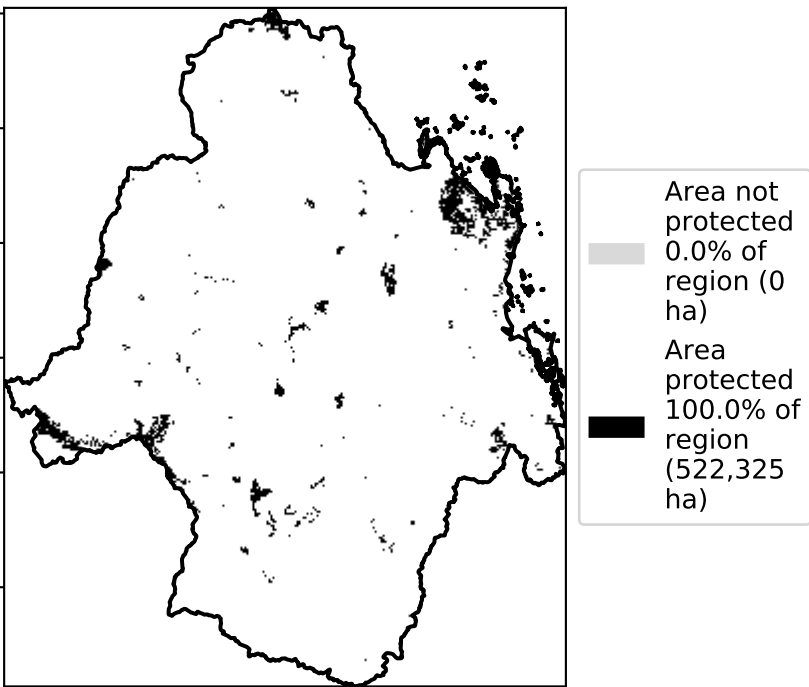 Area not
protected
0.0% of
region (0
ha)
Area
protected
100.0% of
region
(522,325
ha)